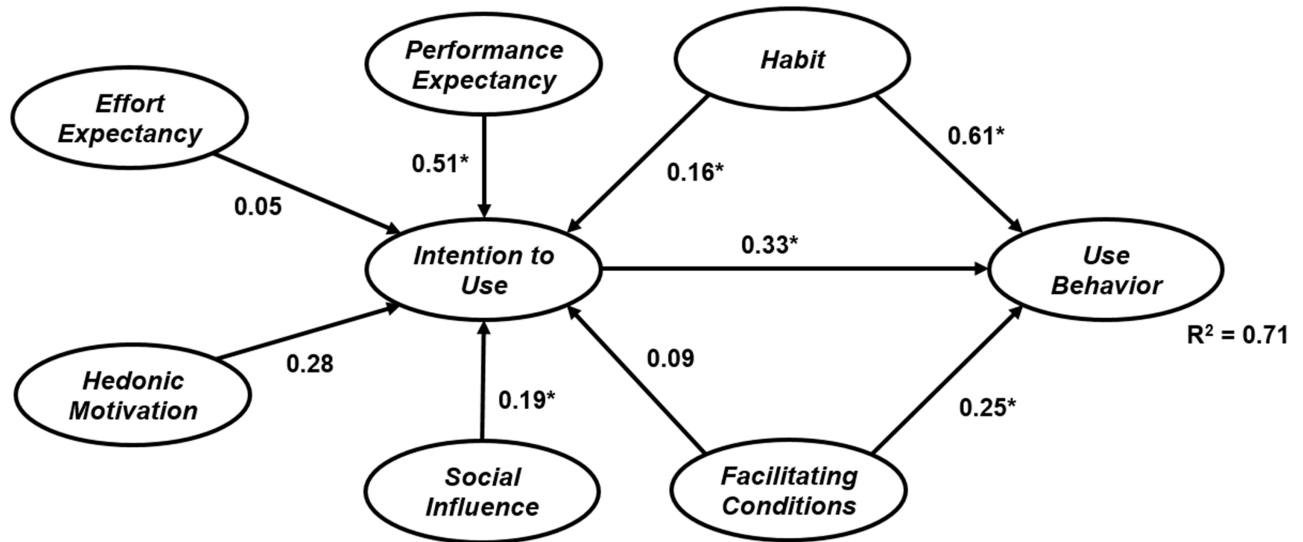 Performance
Expectancy
Habit
Effort
Expectancy
0.51*
0.16*
0.61*
0.05
Intention to
Use
0.33*
Use
Behavior
R² = 0.71
Hedonic
Motivation
0.28
0.19*
0.09
0.25*
Social
Influence
Facilitating
Conditions